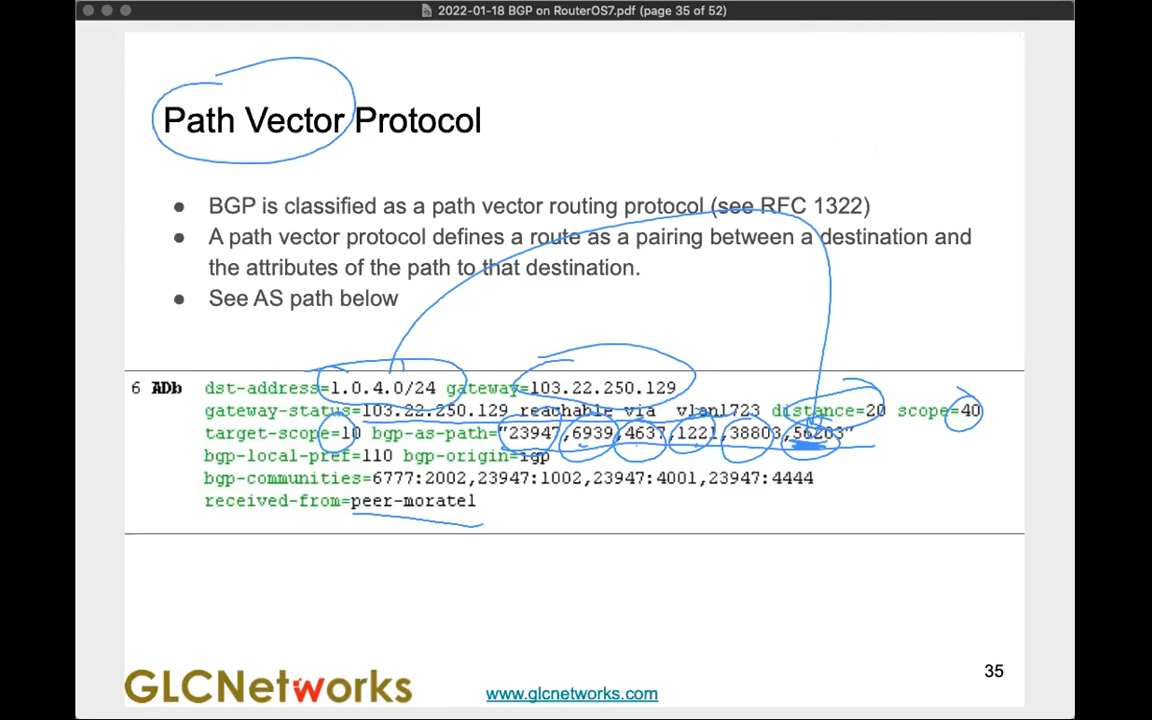 2022-01-18 BGP on RouterOS7.pdf (page 35 of 52)
Path Vector Protocol
● BGP is classified as a path vector routing protocol (see RFC 1322)
● A path vector protocol defines a route as a pairing between a destination and
the attributes of the path to that destination.
● See AS path below
6 ADb dst-address=1.0.4.0/24 gateway=103.22.250.129
gateway-status=103.22.250.129 reachable via vlan1723 distance=20 scope=40
target-scope=10 bgp-as-path="23947,6939,4637,1221,38803,56203"
bgp-local-pref=110 bgp-origin=igp
bgp-communities=6777:2002,23947:1002,23947:4001,23947:4444
received-from=peer-moratel
35
GLCNetworks
www.glcnetworks.com